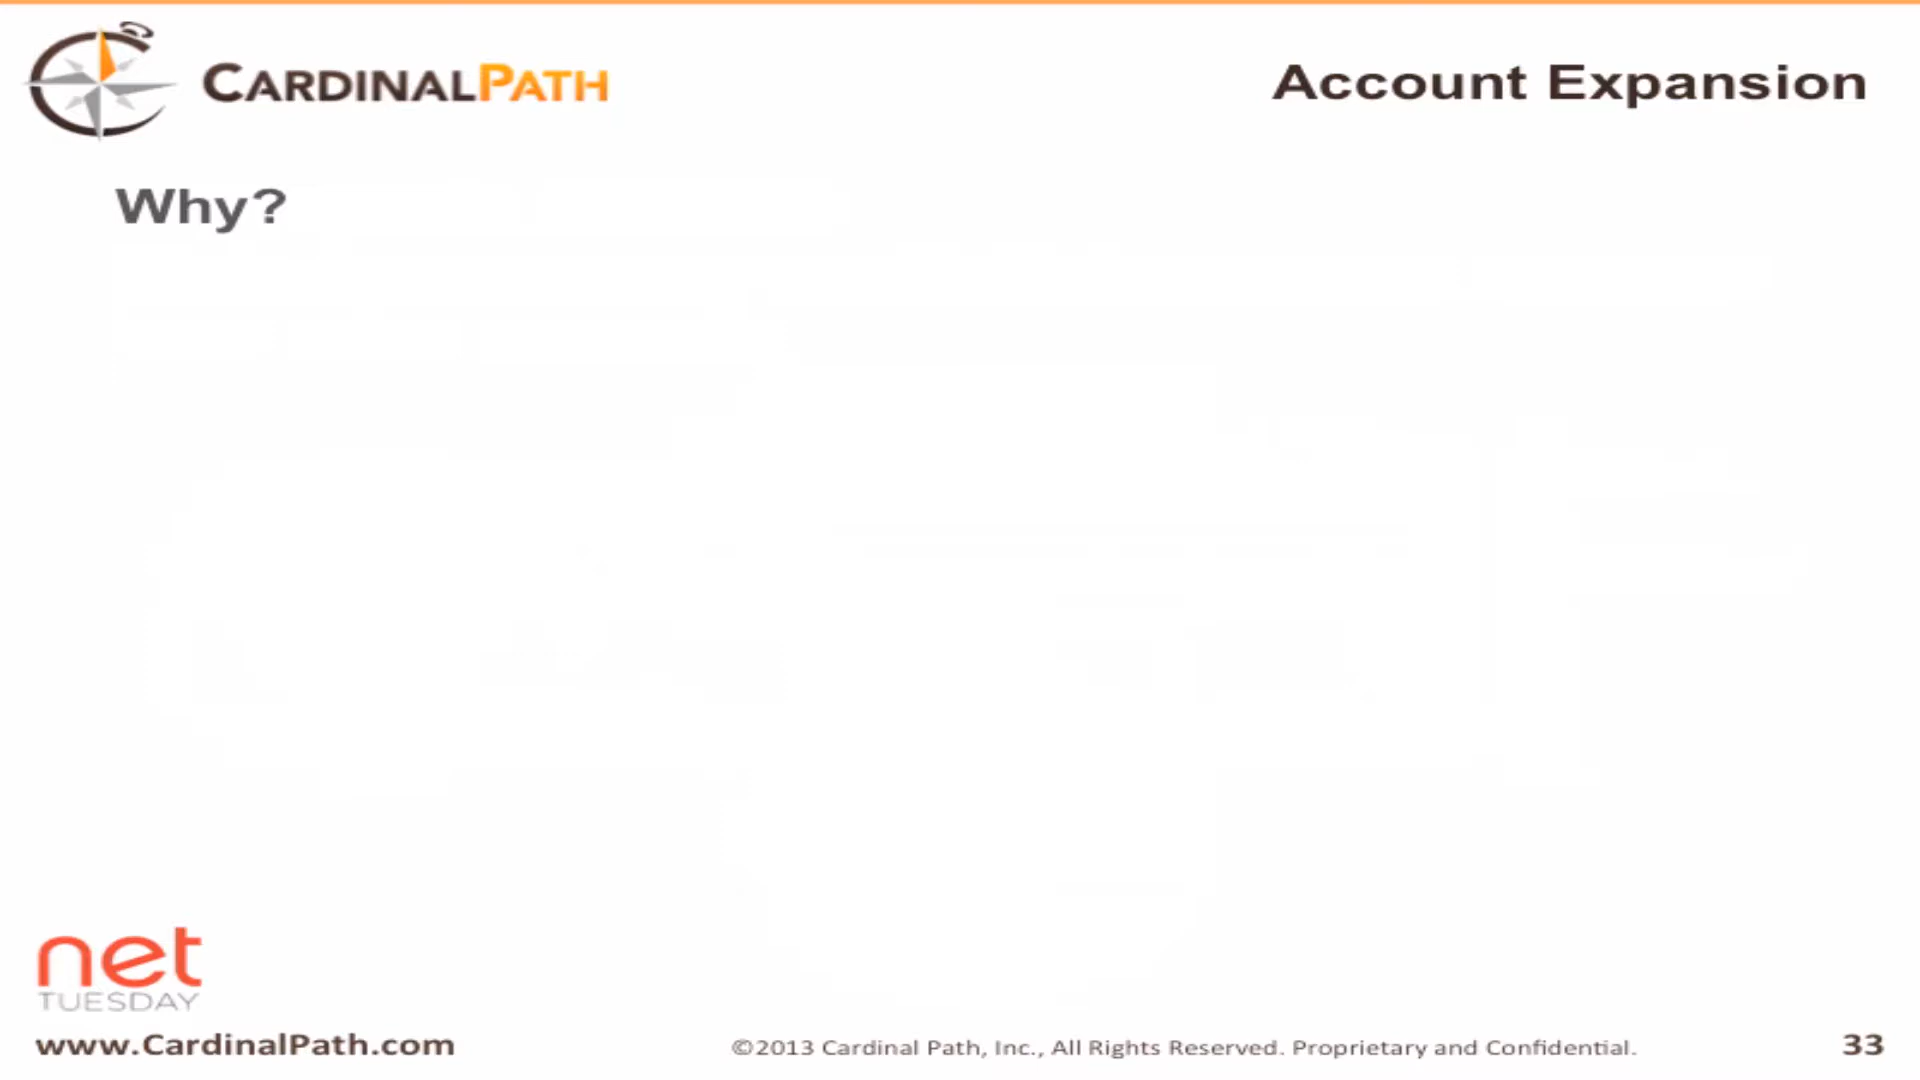 CARDINALPATH
Account Expansion
Why?
net
TUESDAY
www.CardinalPath.com
©2013 Cardinal Path, Inc., All Rights Reserved. Proprietary and Confidential.
33